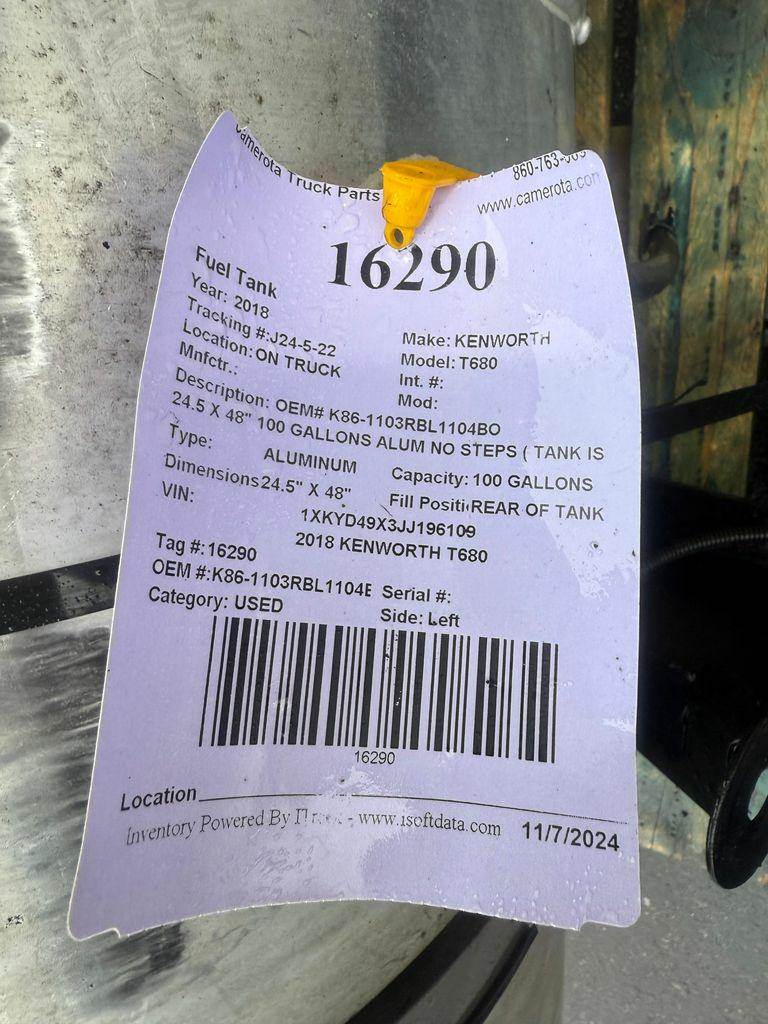 Camerota Truck Parts
860-763-
www.camerota.com
16290
Fuel Tank
Year: 2018
Tracking #:J24-5-22
Location:ON TRUCK
Mnfctr.:
Make: KENWORTH
Model: T680
Int. #:
Mod:
Description: OEM# K86-1103RBL1104BO
24.5 X 48" 100 GALLONS ALUM NO STEPS ( TANK IS
Type: ALUMINUM Capacity: 100 GALLONS
Dimensions24.5" X 48" Fill Positi REAR OF TANK
VIN: 1XKYD49X3JJ196109
2018 KENWORTH T680
Tag #:16290
OEM #:K86-1103RBL1104 Serial #:
Category: USED Side: Left
16290
Location
Inventory Powered By - www.isoftdata.com 11/7/2024